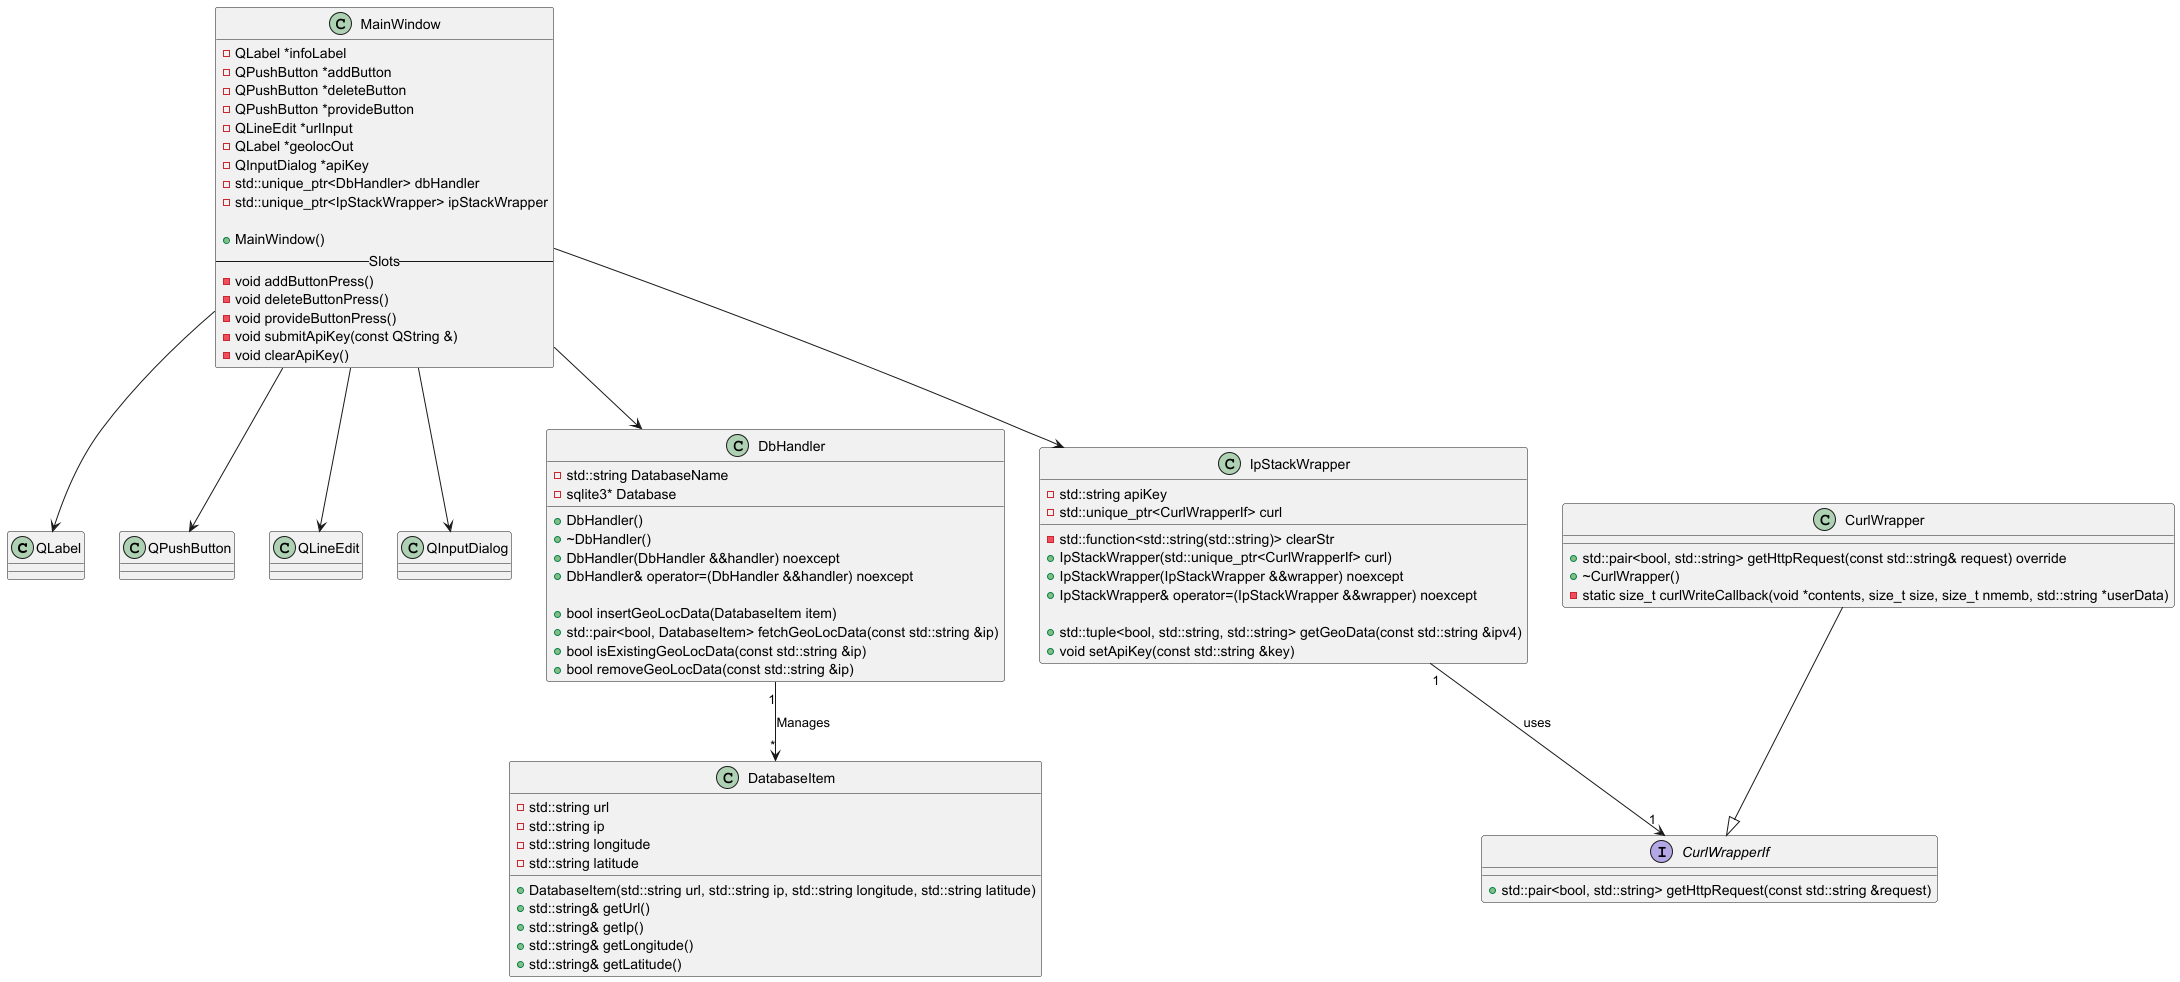 C MainWindow
QLabel *infoLabel
QPushButton *addButton
QPushButton *deleteButton
QPushButton *provideButton
QLineEdit *urlInput
QLabel *geolocOut
QInputDialog *apiKey
std::unique_ptr<DbHandler> dbHandler
std::unique_ptr<IpStackWrapper> ipStackWrapper
MainWindow()
Slots
void addButtonPress()
void deleteButtonPress()
void provideButtonPress()
void submitApiKey(const QString &)
void clearApiKey()
C QLabel
C QPushButton
C QLineEdit
C QInputDialog
C DbHandler
std::string DatabaseName
sqlite3* Database
DbHandler()
~DbHandler()
DbHandler(DbHandler &&handler) noexcept
DbHandler& operator=(DbHandler &&handler) noexcept
bool insertGeoLocData(DatabaseItem item)
std::pair<bool, DatabaseItem> fetchGeoLocData(const std::string &ip)
bool isExistingGeoLocData(const std::string &ip)
bool removeGeoLocData(const std::string &ip)
C IpStackWrapper
std::string apiKey
std::unique_ptr<CurlWrapperIf> curl
std::function<std::string(std::string)> clearStr
IpStackWrapper(std::unique_ptr<CurlWrapperIf> curl)
IpStackWrapper(IpStackWrapper &&wrapper) noexcept
IpStackWrapper& operator=(IpStackWrapper &&wrapper) noexcept
std::tuple<bool, std::string, std::string> getGeoData(const std::string &ipv4)
void setApiKey(const std::string &key)
C CurlWrapper
std::pair<bool, std::string> getHttpRequest(const std::string& request) override
~CurlWrapper()
static size_t curlWriteCallback(void *contents, size_t size, size_t nmemb, std::string *userData)
1
Manages
*
1
uses
1
C DatabaseItem
std::string url
std::string ip
std::string longitude
std::string latitude
DatabaseItem(std::string url, std::string ip, std::string longitude, std::string latitude)
std::string& getUrl()
std::string& getIp()
std::string& getLongitude()
std::string& getLatitude()
I CurlWrapperIf
std::pair<bool, std::string> getHttpRequest(const std::string &request)